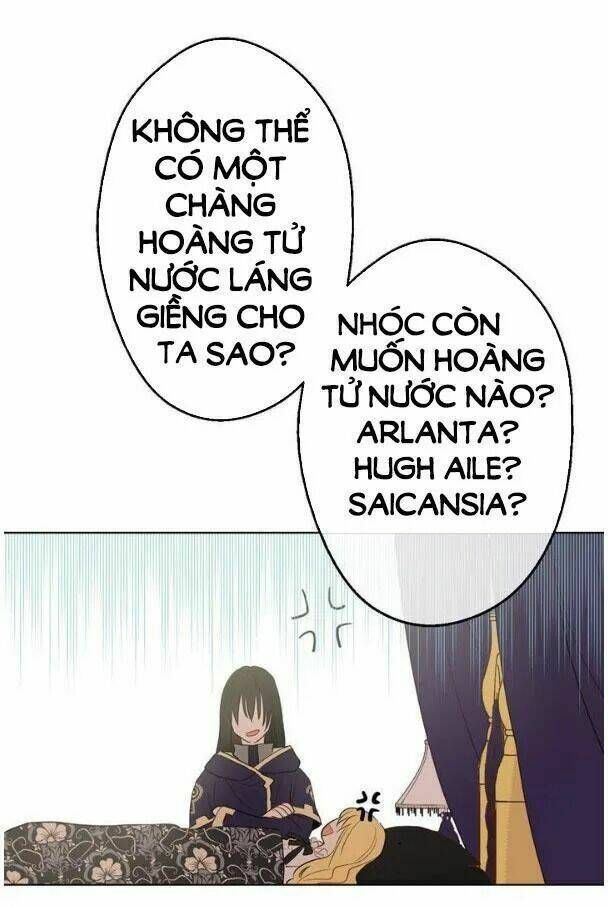 KHÔNG THỂ
CÓ MỘT
CHÀNG
HOÀNG TỬ
NƯỚC LÁNG
GIỀNG CHO
TA SAO?
NHÓC CÒN
MUỐN HOÀNG
TỬ NƯỚC NÀO?
ARLANTA?
HUGH AILE?
SAICANSIA?